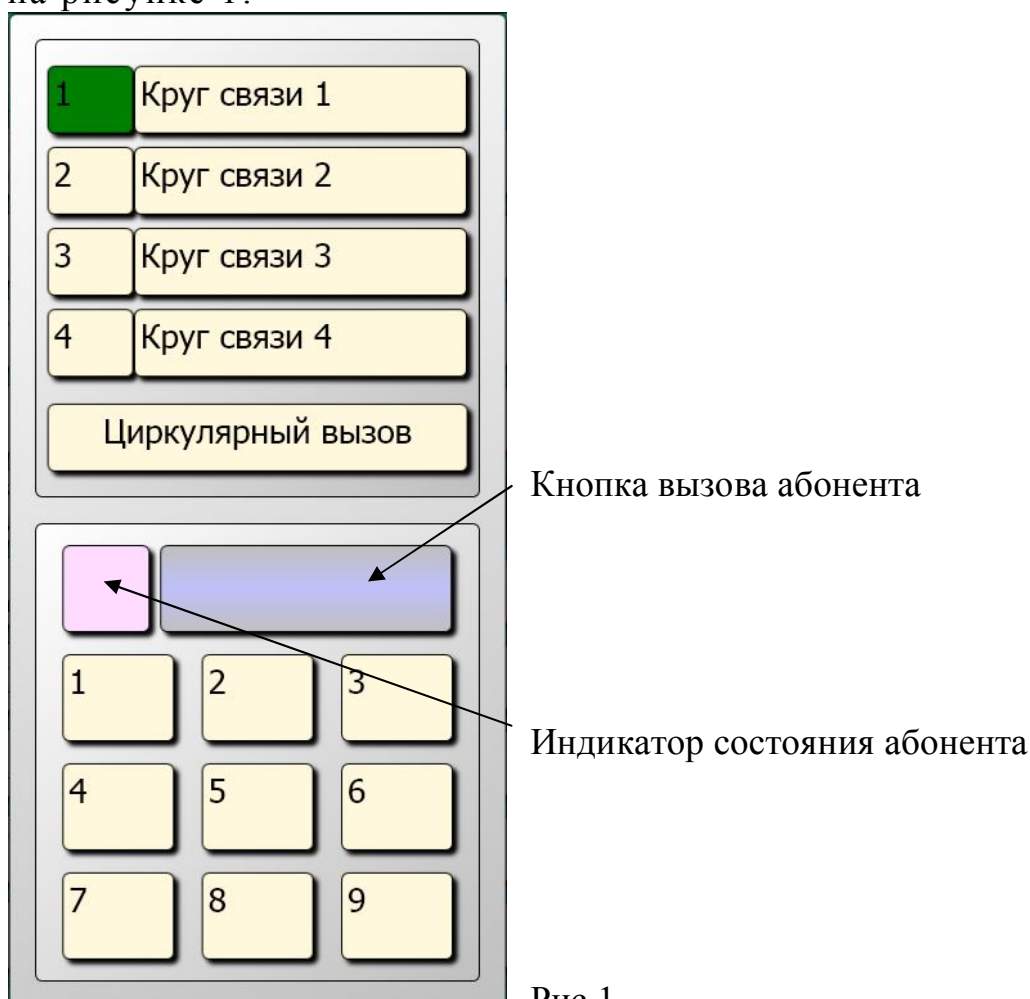 на рисунке 1.
1 Круг связи 1
2 Круг связи 2
3 Круг связи 3
4 Круг связи 4
Циркулярный вызов
Кнопка вызова абонента
1 2 3
Индикатор состояния абонента
4 5 6
7 8 9
Рис 1